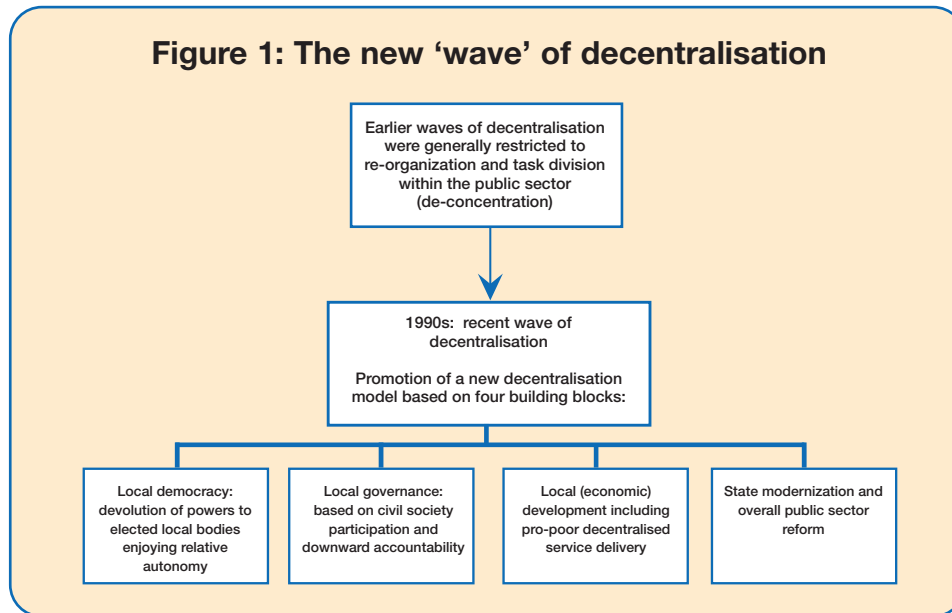 Figure 1: The new ‘wave’ of decentralisation
Earlier waves of decentralisation
were generally restricted to
re-organization and task division
within the public sector
(de-concentration)
1990s: recent wave of
decentralisation
Promotion of a new decentralisation
model based on four building blocks:
Local democracy:
devolution of powers to
elected local bodies
enjoying relative
autonomy
Local governance:
based on civil society
participation and
downward accountability
Local (economic)
development including
pro-poor decentralised
service delivery
State modernization and
overall public sector
reform